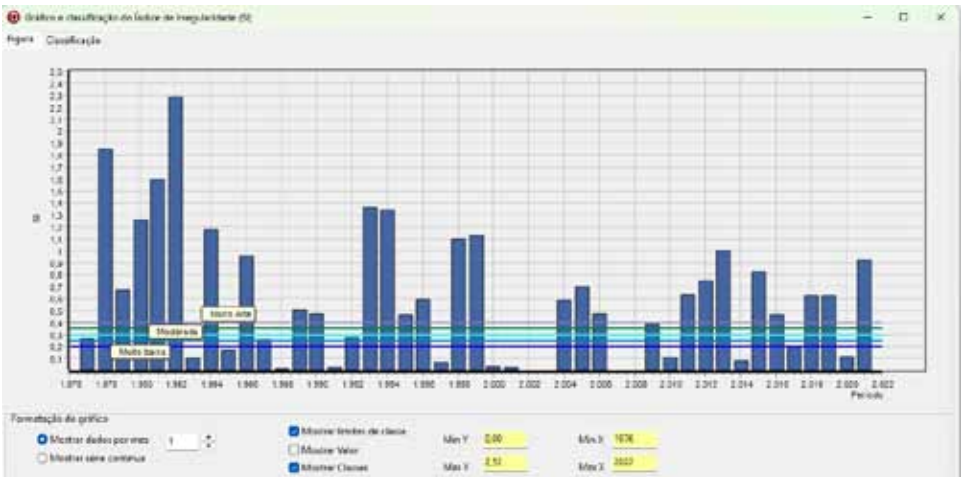 Gráfico e classificação do Índice de Irregularidade (SI)
Figura Classificação
2,3
2,4
2,3
2,2
2,1
2
1,9
1,8
1,7
1,6
1,5
1,4
1,3
1,2
1,1
1
0,9
0,8
0,7
0,6
0,5
0,4
0,3
0,2
0,1
SI
Muito Alta
Moderada
Muito baixa
1.976 1.978 1.980 1.982 1.984 1.986 1.988 1.990 1.992 1.994 1.996 1.998 2.000 2.002 2.004 2.006 2.008 2.010 2.012 2.014 2.016 2.018 2.020 2.022
Período
Formatação do gráfico
Mostrar dados por mes 1
Mostrar série contínua
Mostrar limites de classe
Mostrar Valor
Mostrar Classes
Min Y 0,00
Max Y 2,52
Min X 1976
Max X 2022